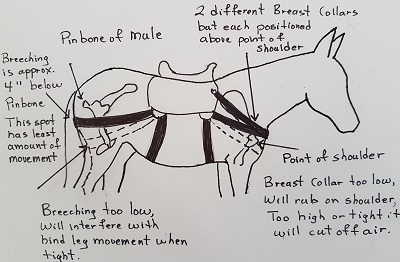 Pinbone of mule
2 different Breast Collars
but each positioned
above point of
shoulder
Breeching
is approx.
4" below
Pinbone
This spot
has least
amount of
movement
Point of shoulder
Breeching too low,
will interfere with
hind leg movement when
tight.
Breast Collar too low,
will rub on shoulder,
Too high or tight it
will cut off air.